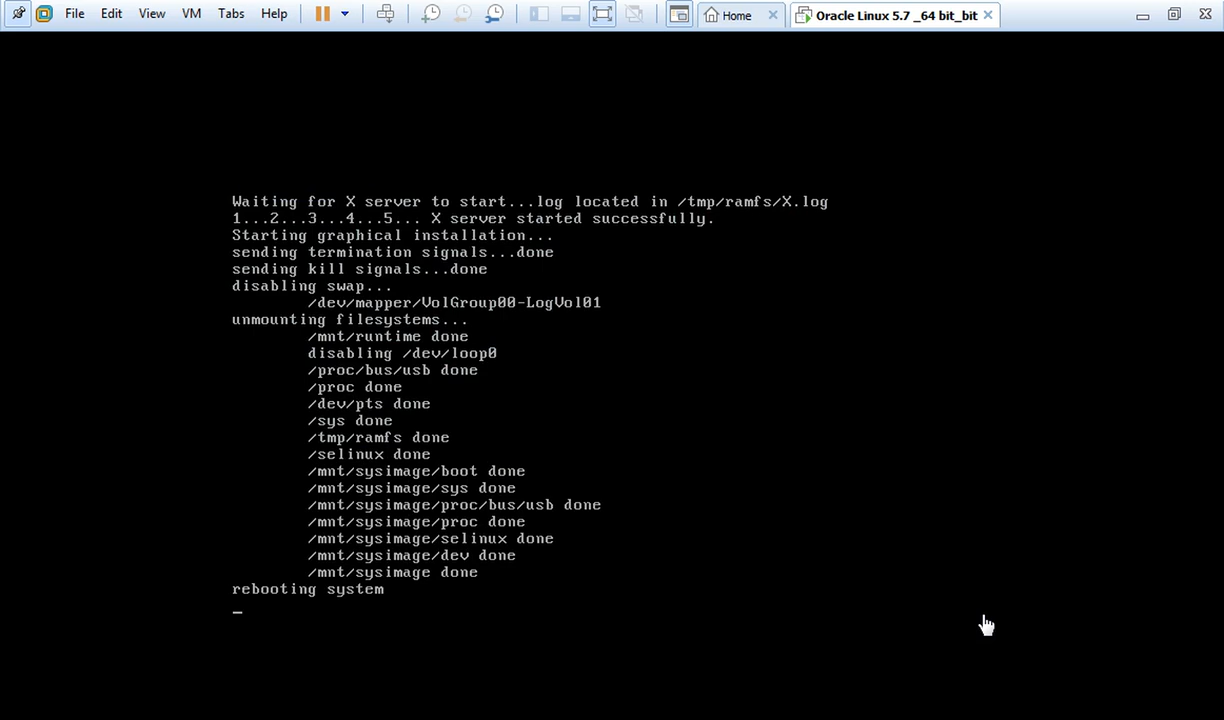 File Edit View VM Tabs Help Home Oracle Linux 5.7 _64 bit_bit
Waiting for X server to start...log located in /tmp/ramfs/X.log
1...2...3...4...5... X server started successfully.
Starting graphical installation...
sending termination signals...done
sending kill signals...done
disabling swap...
/dev/mapper/VolGroup00-LogVol01
unmounting filesystems...
/mnt/runtime done
disabling /dev/loop0
/proc/bus/usb done
/proc done
/dev/pts done
/sys done
/tmp/ramfs done
/selinux done
/mnt/sysimage/boot done
/mnt/sysimage/sys done
/mnt/sysimage/proc/bus/usb done
/mnt/sysimage/proc done
/mnt/sysimage/selinux done
/mnt/sysimage/dev done
/mnt/sysimage done
rebooting system